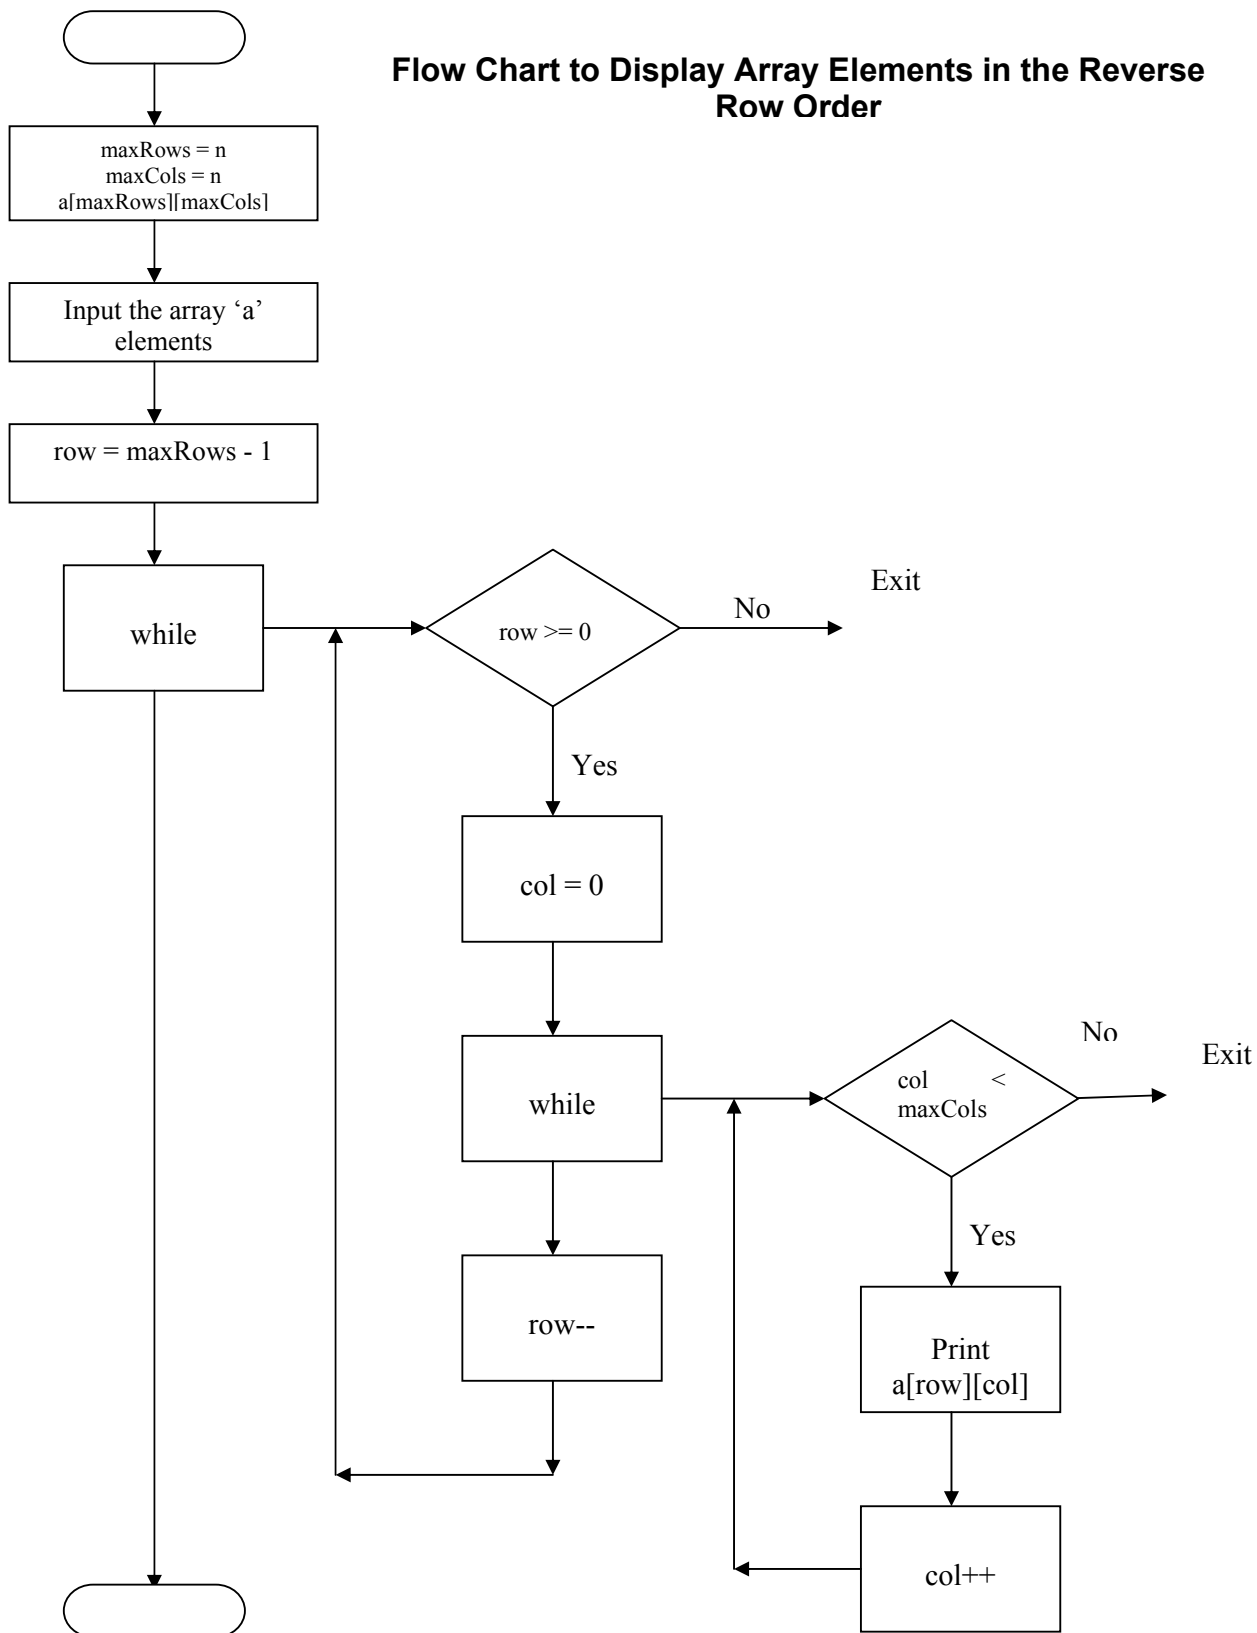 Flow Chart to Display Array Elements in the Reverse
Row Order
maxRows = n
maxCols = n
a[maxRows][maxCols]
Input the array ‘a’
elements
row = maxRows - 1
while
row >= 0
No
Exit
Yes
col = 0
while
col <
maxCols
No
Exit
Yes
row--
Print
a[row][col]
col++